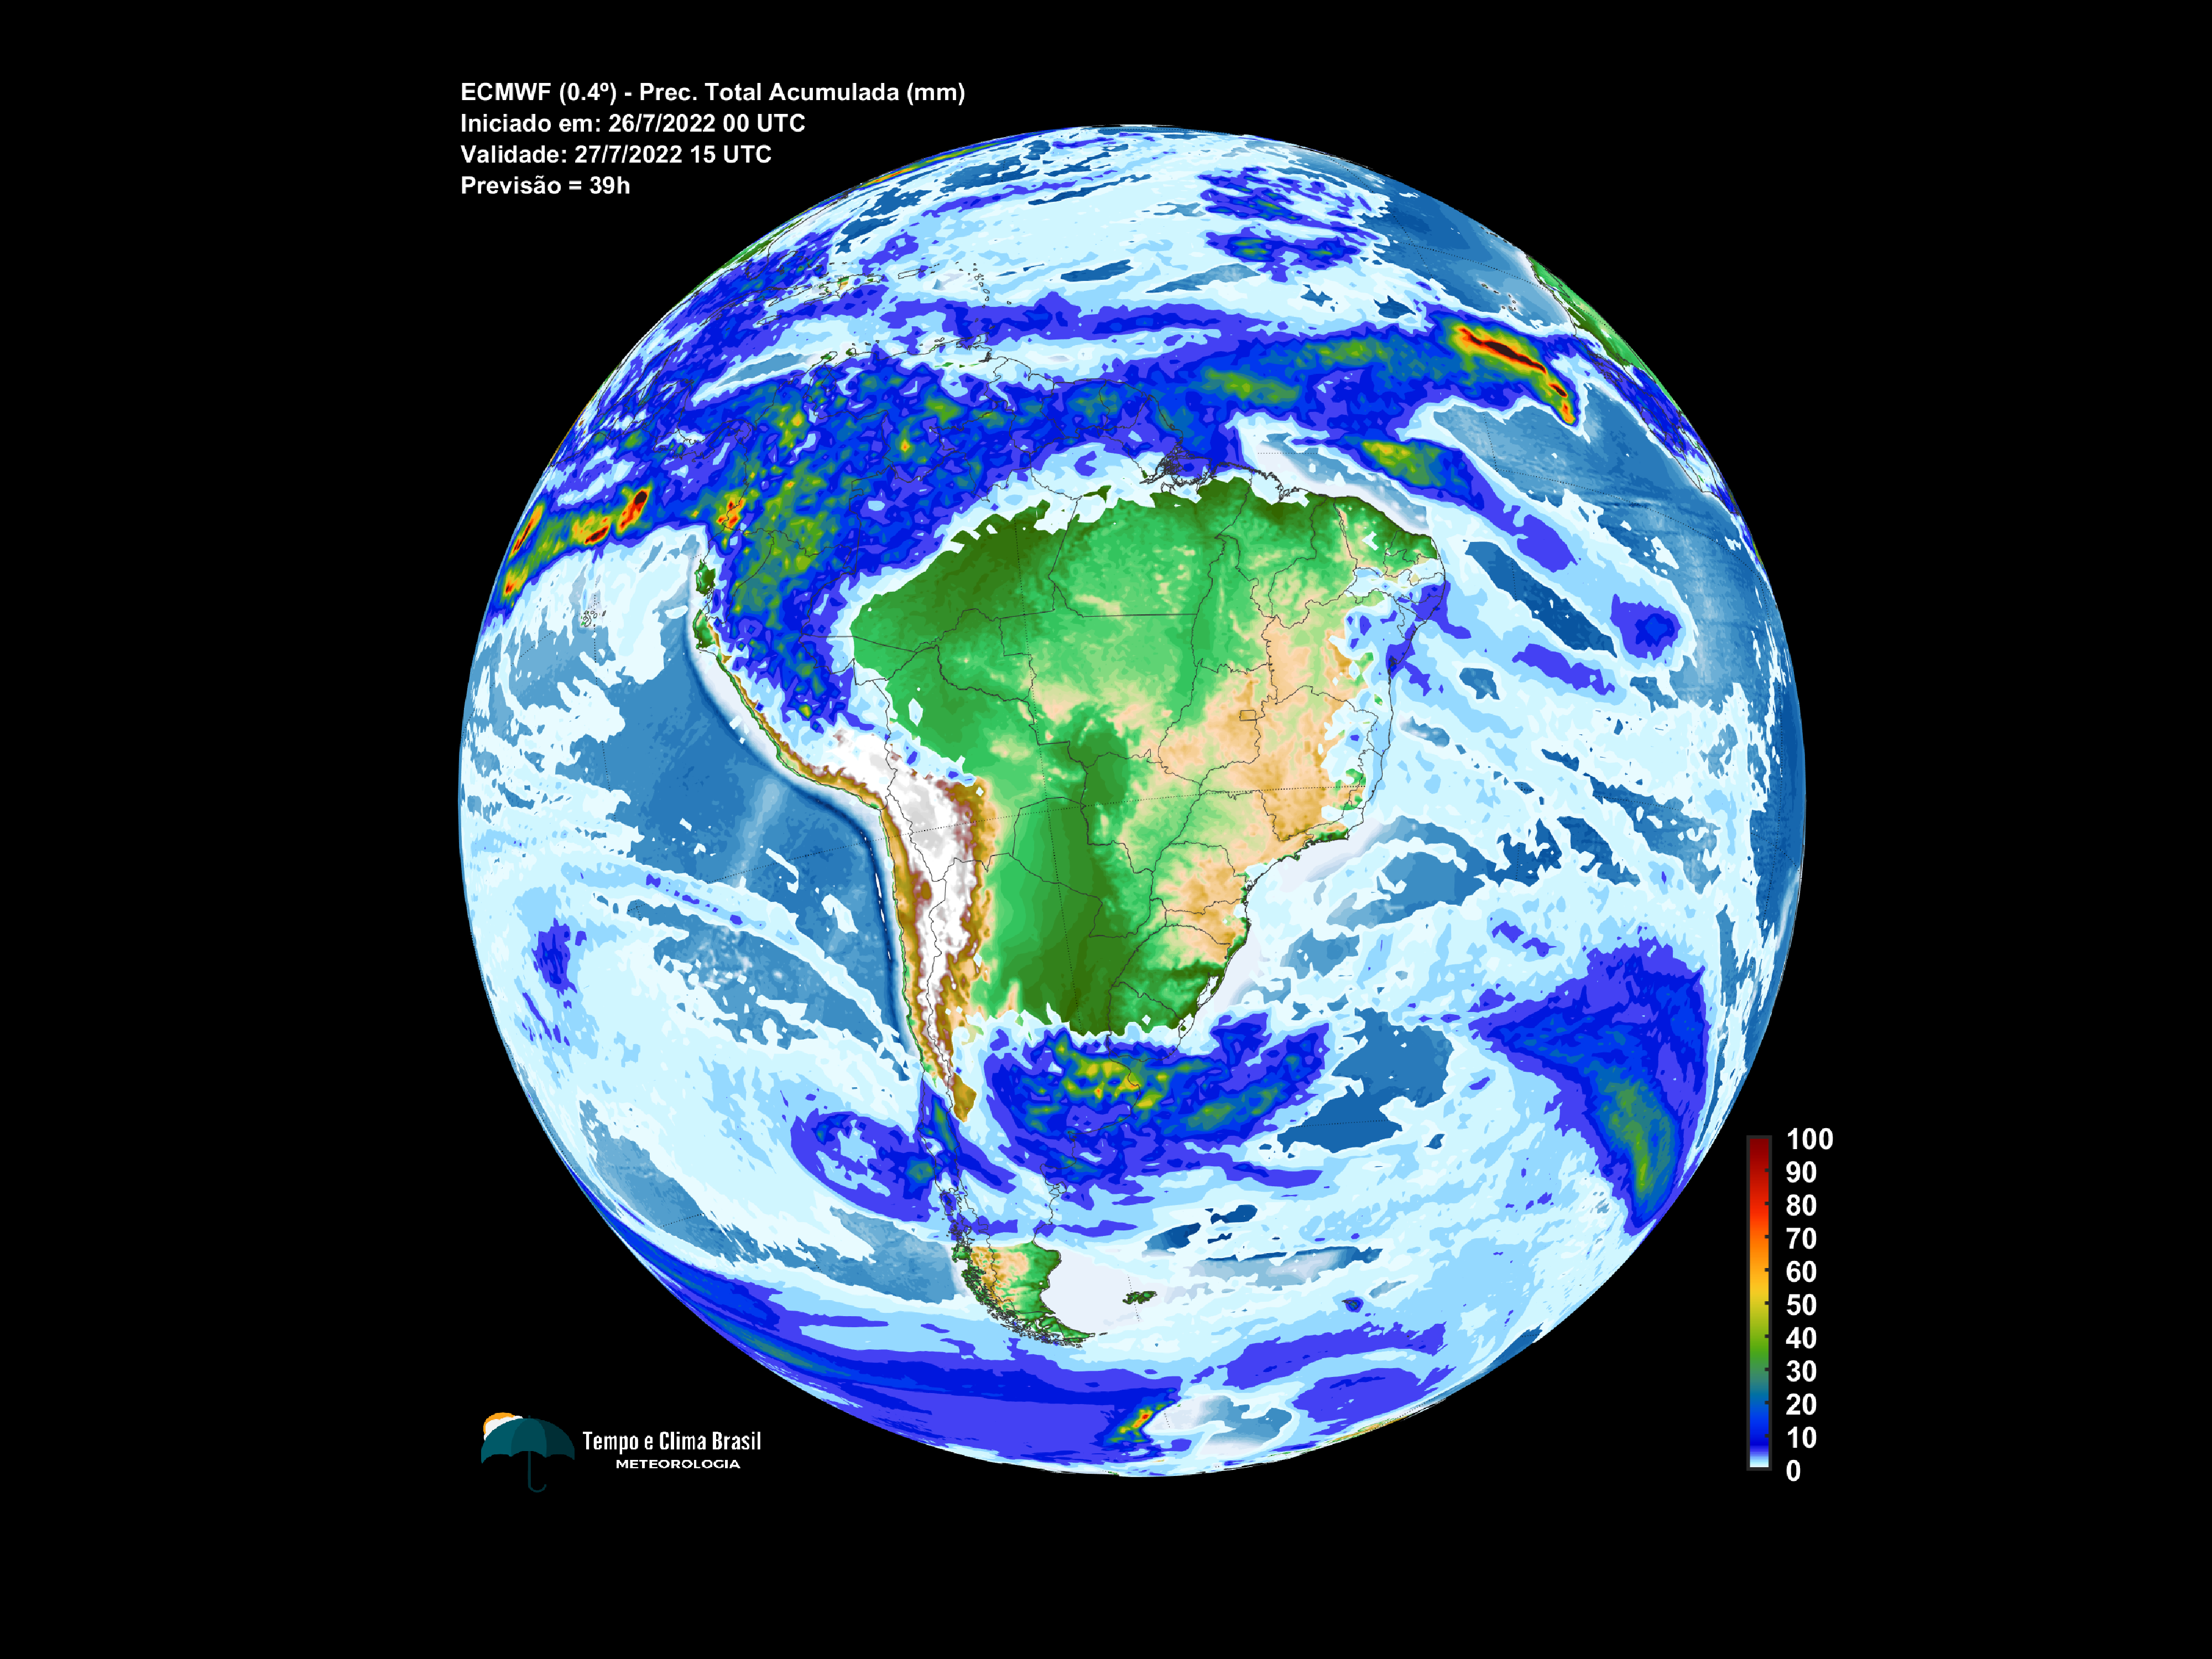 ECMWF (0.4º) - Prec. Total Acumulada (mm)
Iniciado em: 26/7/2022 00 UTC
Validade: 27/7/2022 15 UTC
Previsão = 39h
100
90
80
70
60
50
40
30
20
10
0
Tempo e Clima Brasil
METEOROLOGIA